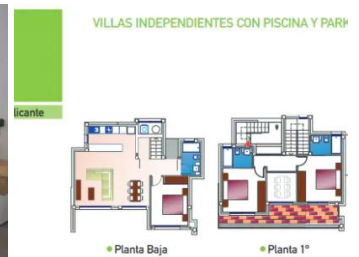 VILLAS INDEPENDIENTES CON PISCINA Y PARK
licante
Planta Baja
Planta 1º